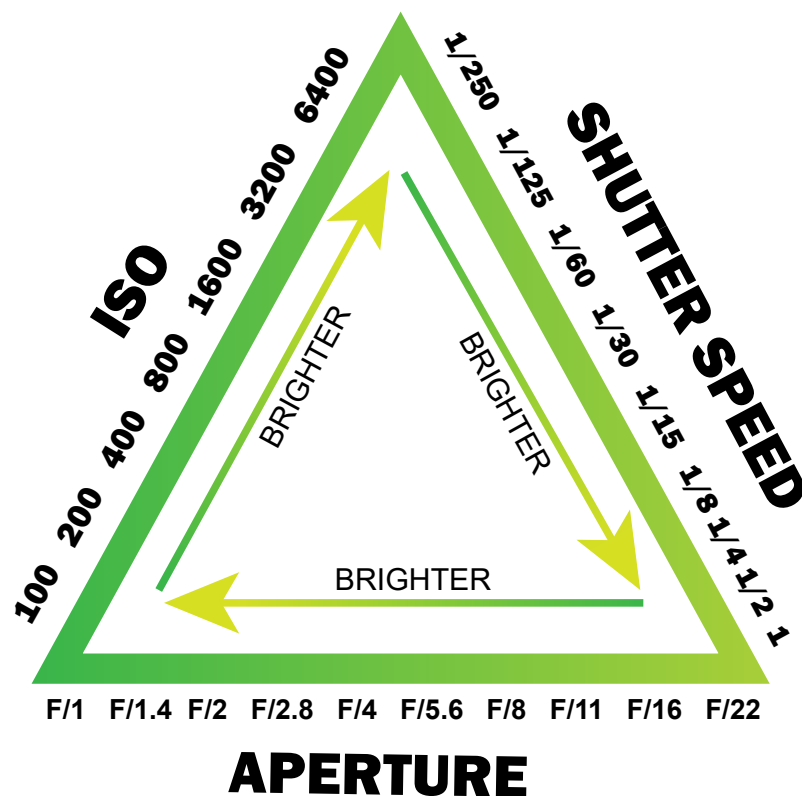 ISO
100 200 400 800 1600 3200 6400
SHUTTER SPEED
1/250 1/125 1/60 1/30 1/15 1/8 1/4 1/2 1
BRIGHTER
BRIGHTER
BRIGHTER
F/1 F/1.4 F/2 F/2.8 F/4 F/5.6 F/8 F/11 F/16 F/22
APERTURE